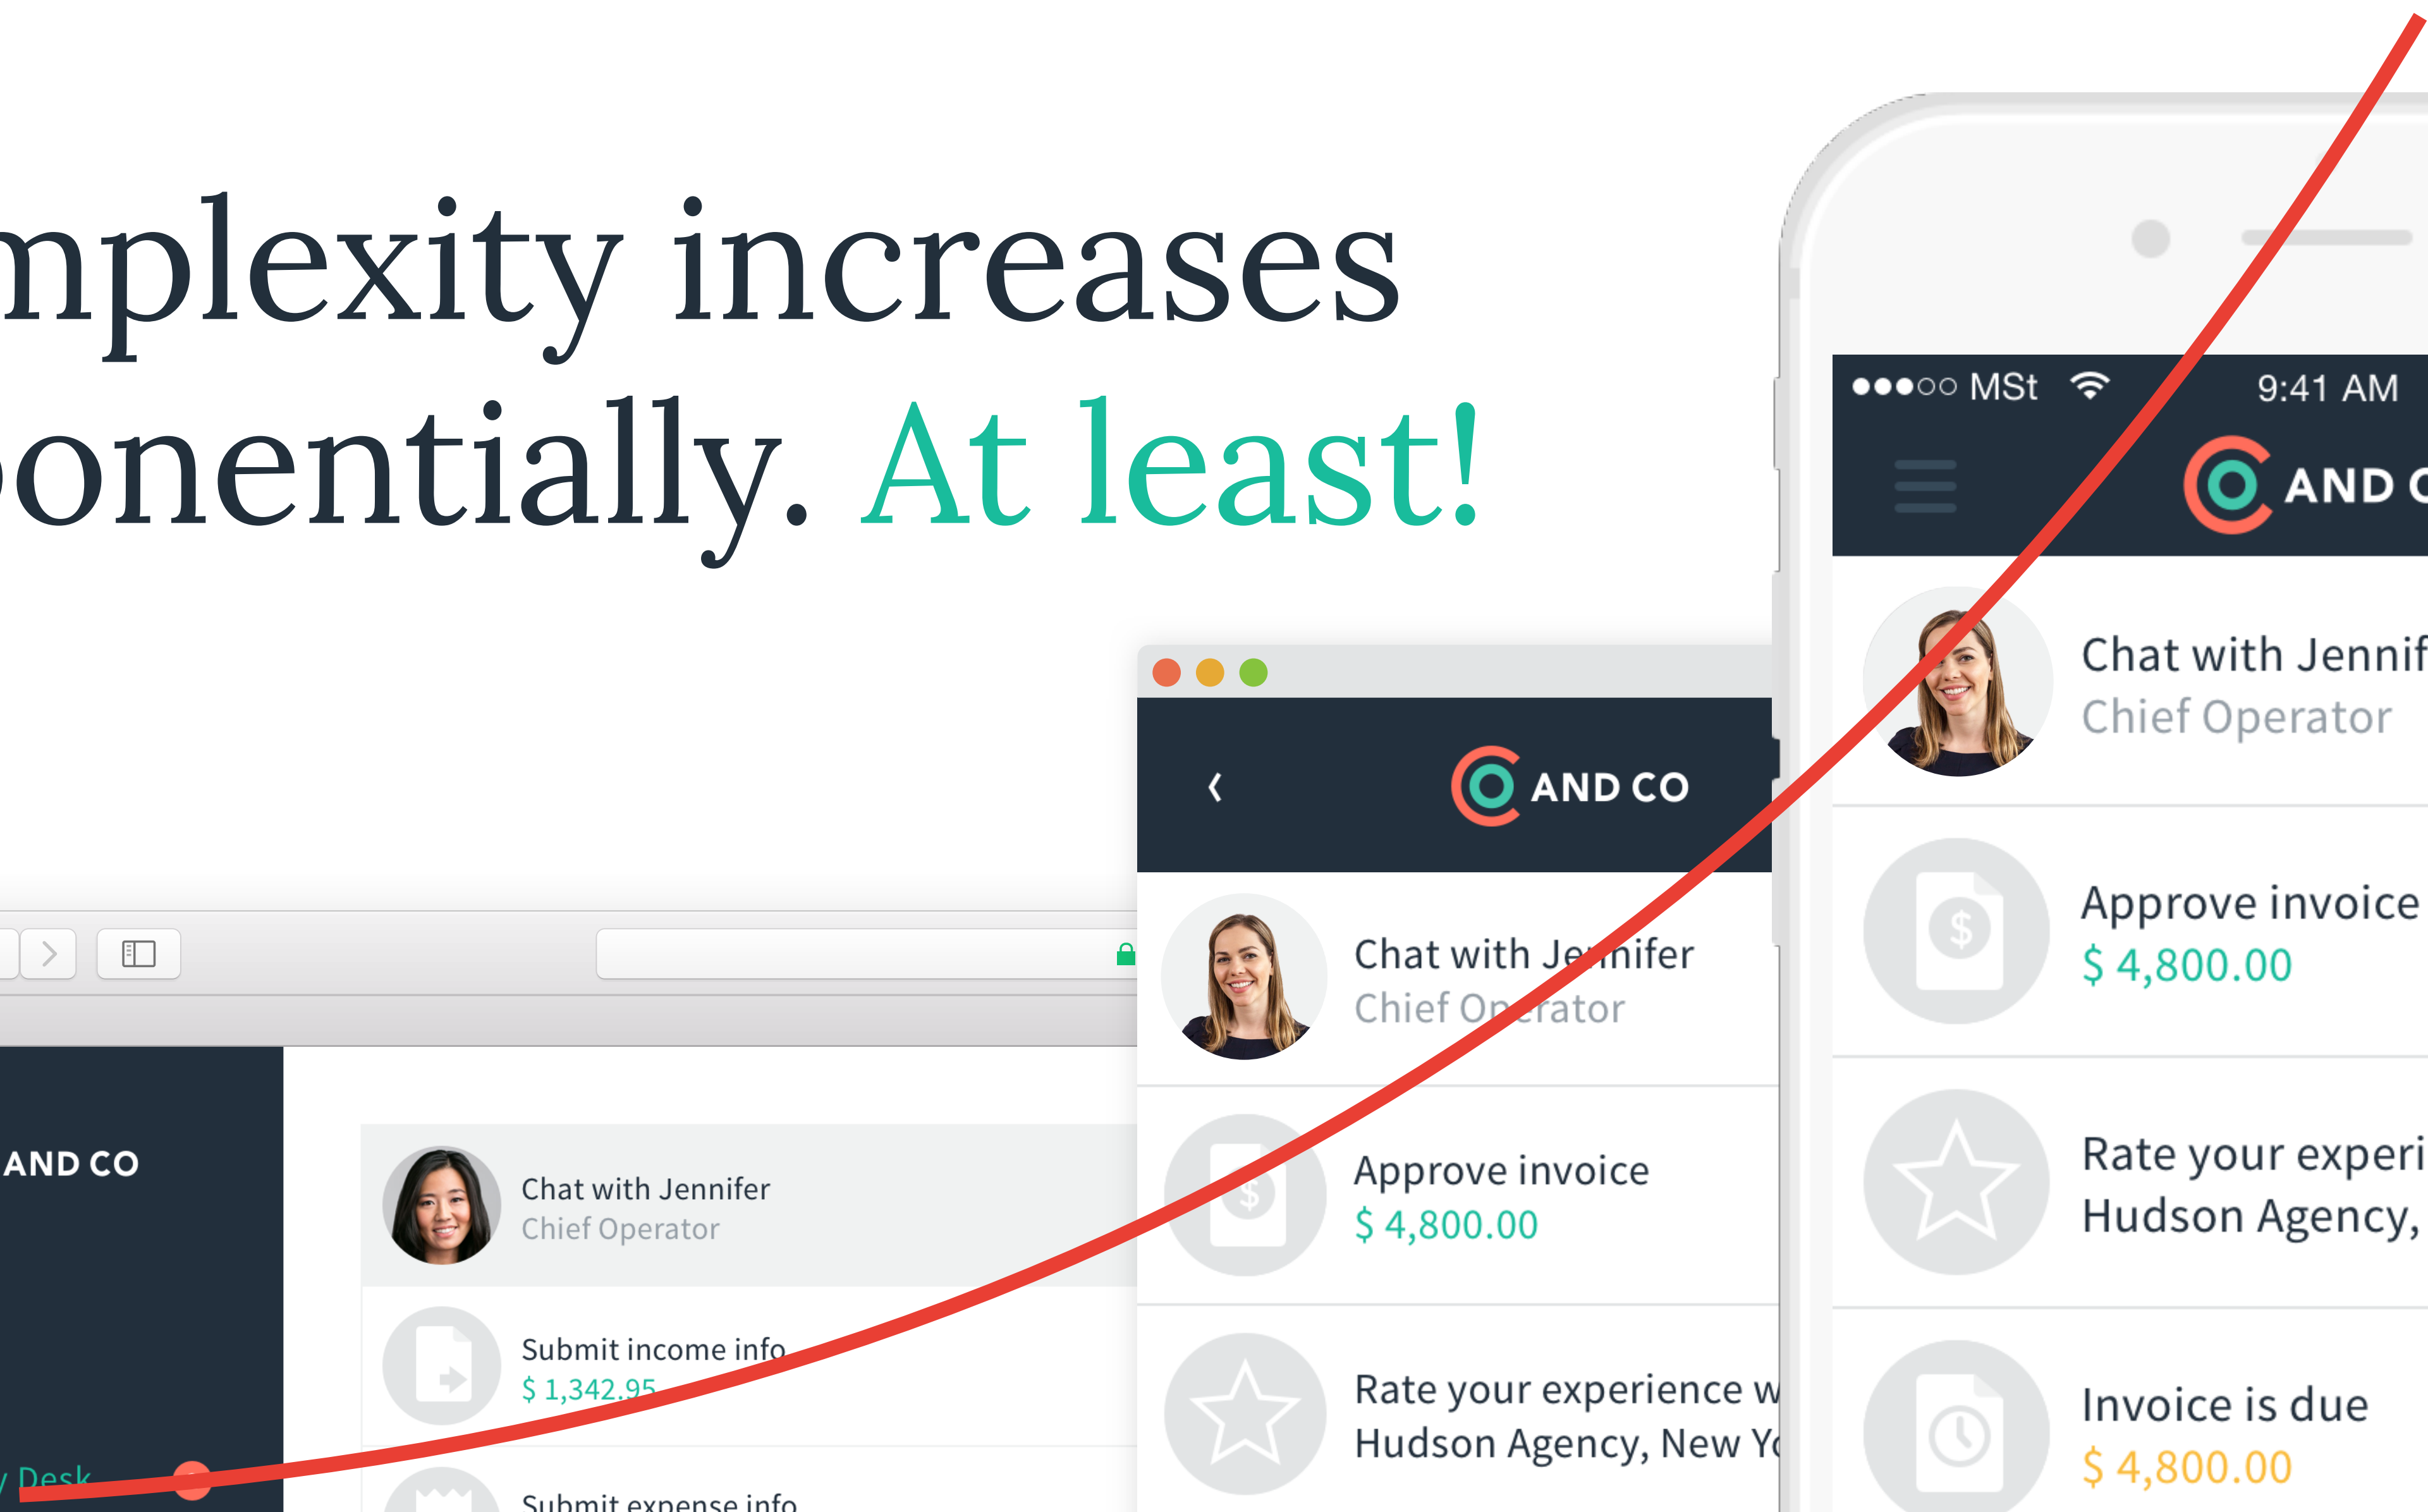 mplexity increases
onentially. At least!
MSt 9:41 AM
AND
Chat with Jennif
Chief Operator
Approve invoice
$ 4,800.00
Rate your experi
Hudson Agency,
Invoice is due
$ 4,800.00
AND CO
Chat with Jennifer
Chief Operator
Approve invoice
$ 4,800.00
Rate your experience w
Hudson Agency, New Yo
AND CO
Desk
Chat with Jennifer
Chief Operator
Submit income info
$ 1,342.95
Submit expense info